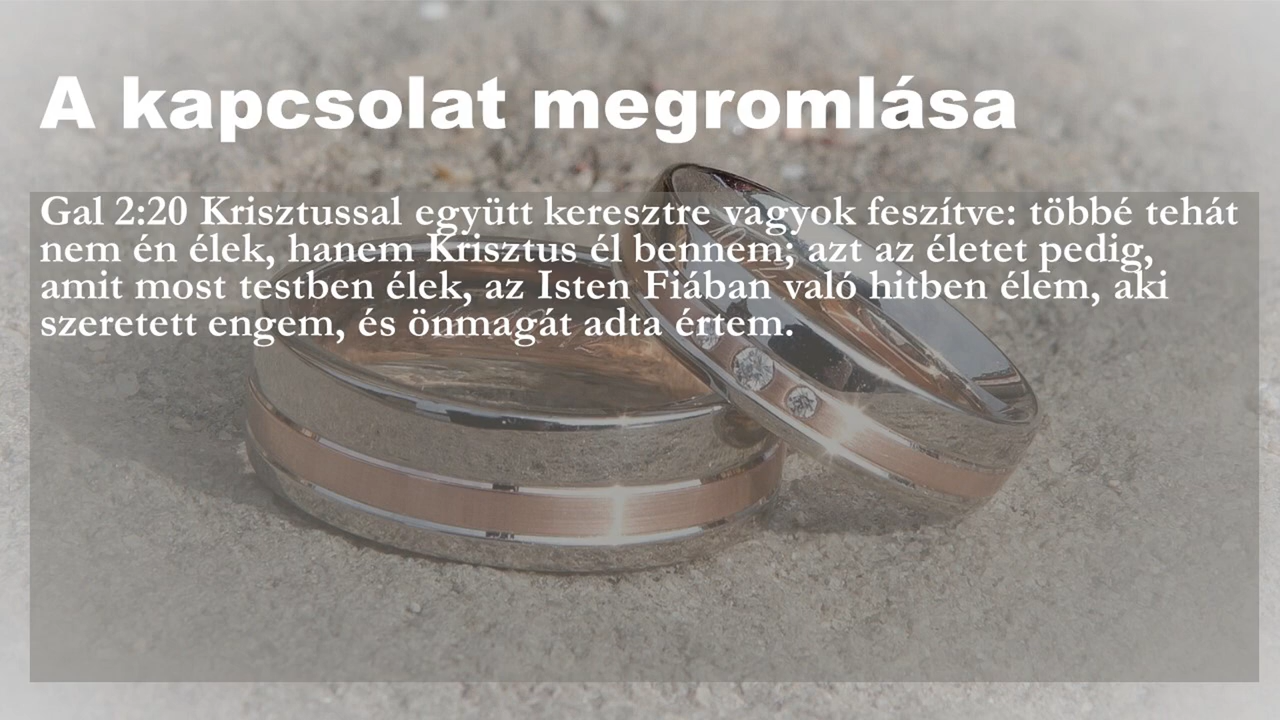 A kapcsolat megromlása
Gal 2:20 Krisztussal együtt keresztre vagyok feszítve: többé tehát
nem én élek, hanem Krisztus él bennem; azt az életet pedig,
amit most testben élek, az Isten Fiában való hitben élem, aki
szeretett engem, és önmagát adta értem.